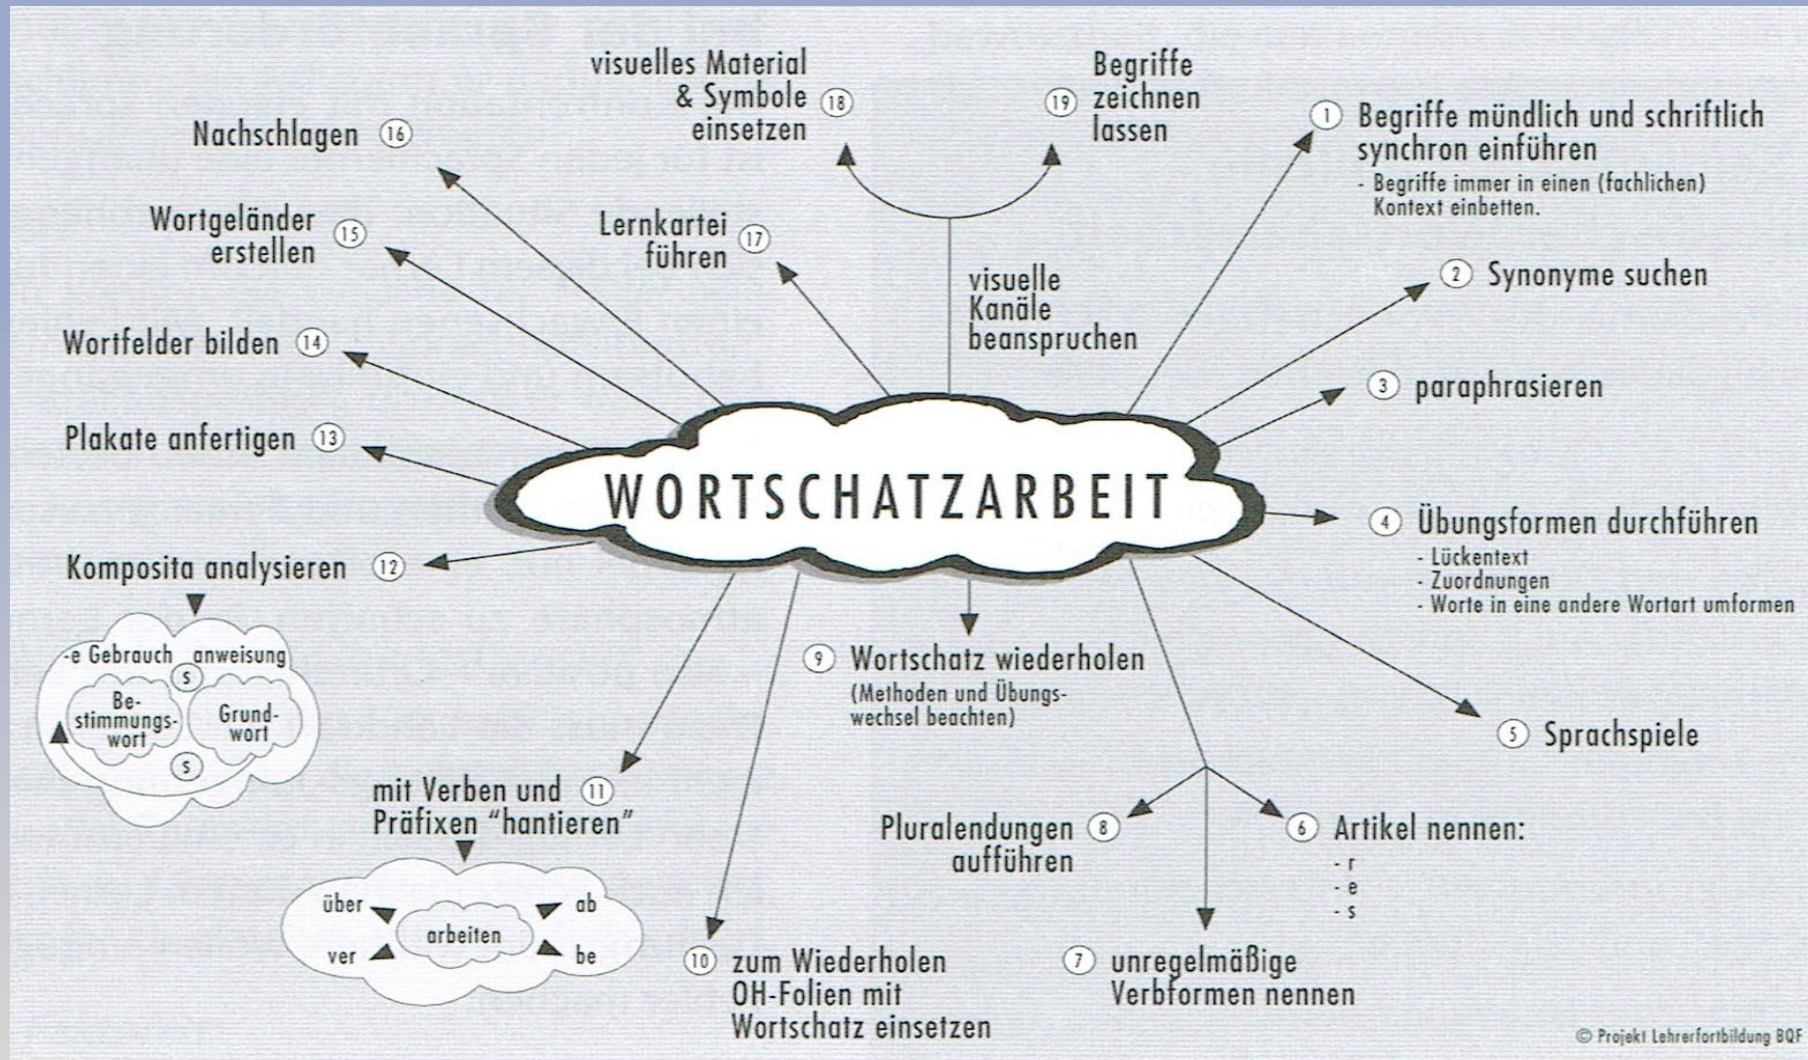 WORTSCHATZARBEIT
1 Begriffe mündlich und schriftlich
synchron einführen
- Begriffe immer in einen (fachlichen)
Kontext einbetten.
2 Synonyme suchen
3 paraphrasieren
4 Übungsformen durchführen
- Lückentext
- Zuordnungen
- Worte in eine andere Wortart umformen
5 Sprachspiele
6 Artikel nennen:
- r
- e
- s
7 unregelmäßige
Verbformen nennen
Pluralendungen 8
aufführen
9 Wortschatz wiederholen
(Methoden und Übungs-
wechsel beachten)
10 zum Wiederholen
OH-Folien mit
Wortschatz einsetzen
mit Verben und 11
Präfixen "hantieren"
über
ab
arbeiten
ver
be
Komposita analysieren 12
-e Gebrauch anweisung
s
Be-
stimmungs-
wort
Grund-
wort
s
Plakate anfertigen 13
Wortfelder bilden 14
Wortgeländer
erstellen 15
Nachschlagen 16
Lernkartei 17
führen
visuelle
Kanäle
beanspruchen
visuelles Material
& Symbole 18
einsetzen
Begriffe
19 zeichnen
lassen
© Projekt Lehrerfortbildung BQF